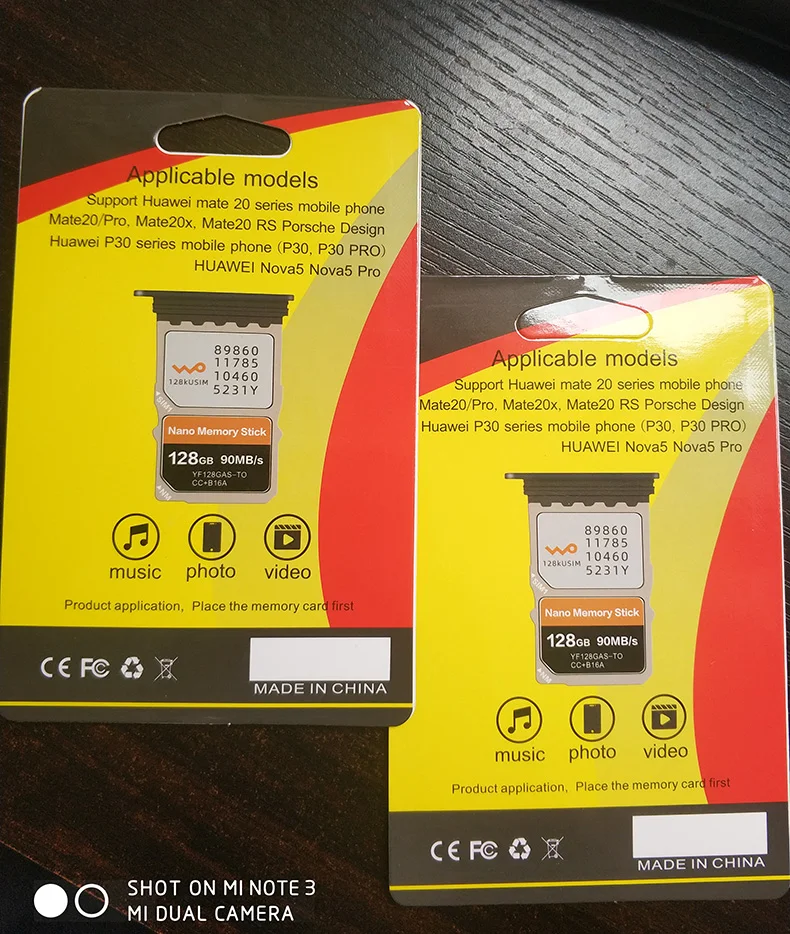 Applicable models
Support Huawei mate 20 series mobile phone
Mate20/Pro, Mate20x, Mate20 RS Porsche Design
Huawei P30 series mobile phone (P30, P30 PRO)
HUAWEI Nova5 Nova5 Pro
89860
11785
10460
5231Y
128kUSIM
SIM1
Nano Memory Stick
128GB 90MB/s
YF128GAS-TO
CC+B16A
ANM
music photo video
Product application, Place the memory card first
CE FC
MADE IN CHINA
Applicable models
Support Huawei mate 20 series mobile phone
Mate20/Pro, Mate20x, Mate20 RS Porsche Design
Huawei P30 series mobile phone (P30, P30 PRO)
HUAWEI Nova5 Nova5 Pro
89860
11785
10460
5231Y
128kUSIM
SIM1
Nano Memory Stick
128GB 90MB/s
YF128GAS-TO
CC+B16A
ANM
music photo video
Product application, Place the memory card first
CE FC
MADE IN CHINA
SHOT ON MI NOTE 3
MI DUAL CAMERA